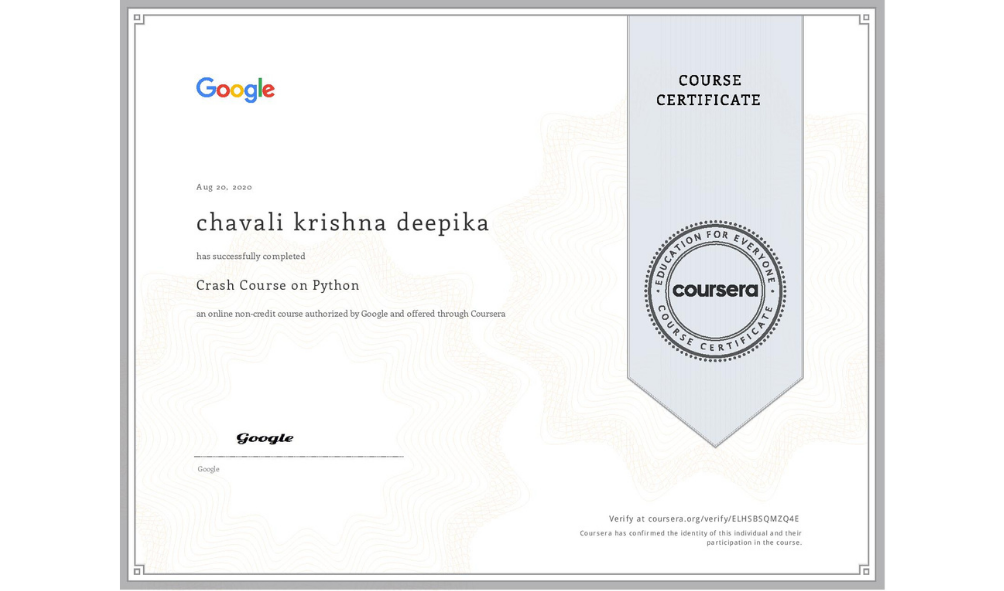 Google
COURSE
CERTIFICATE
Aug 20, 2020
chavali krishna deepika
has successfully completed
Crash Course on Python
an online non-credit course authorized by Google and offered through Coursera
EDUCATION FOR EVERYONE
coursera
COURSE CERTIFICATE
Google
Google
Verify at coursera.org/verify/ELHSBSQMZQ4E
Coursera has confirmed the identity of this individual and their
participation in the course.